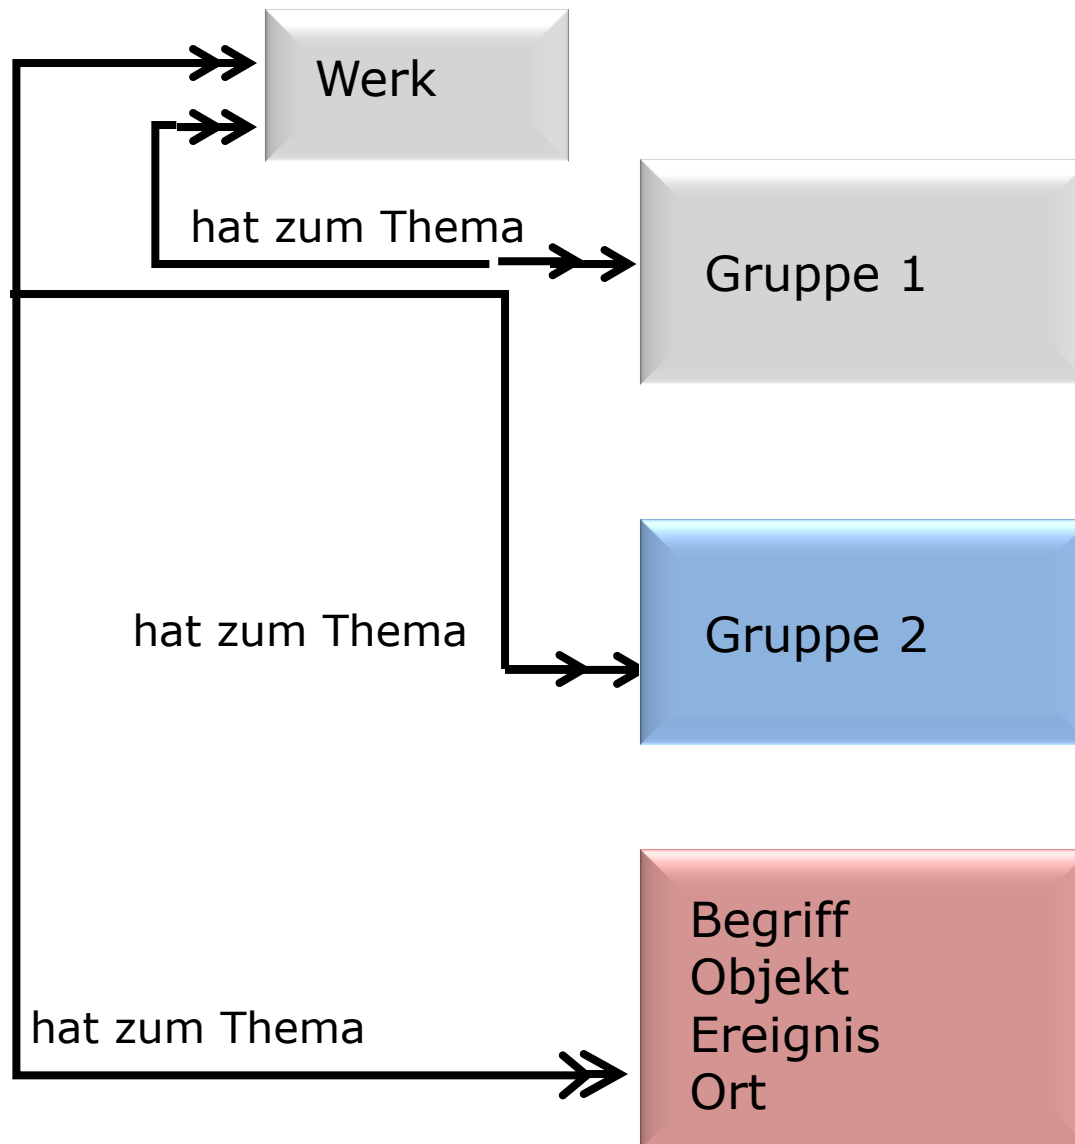 Werk
hat zum Thema
Gruppe 1
hat zum Thema
Gruppe 2
Begriff
Objekt
Ereignis
Ort
hat zum Thema